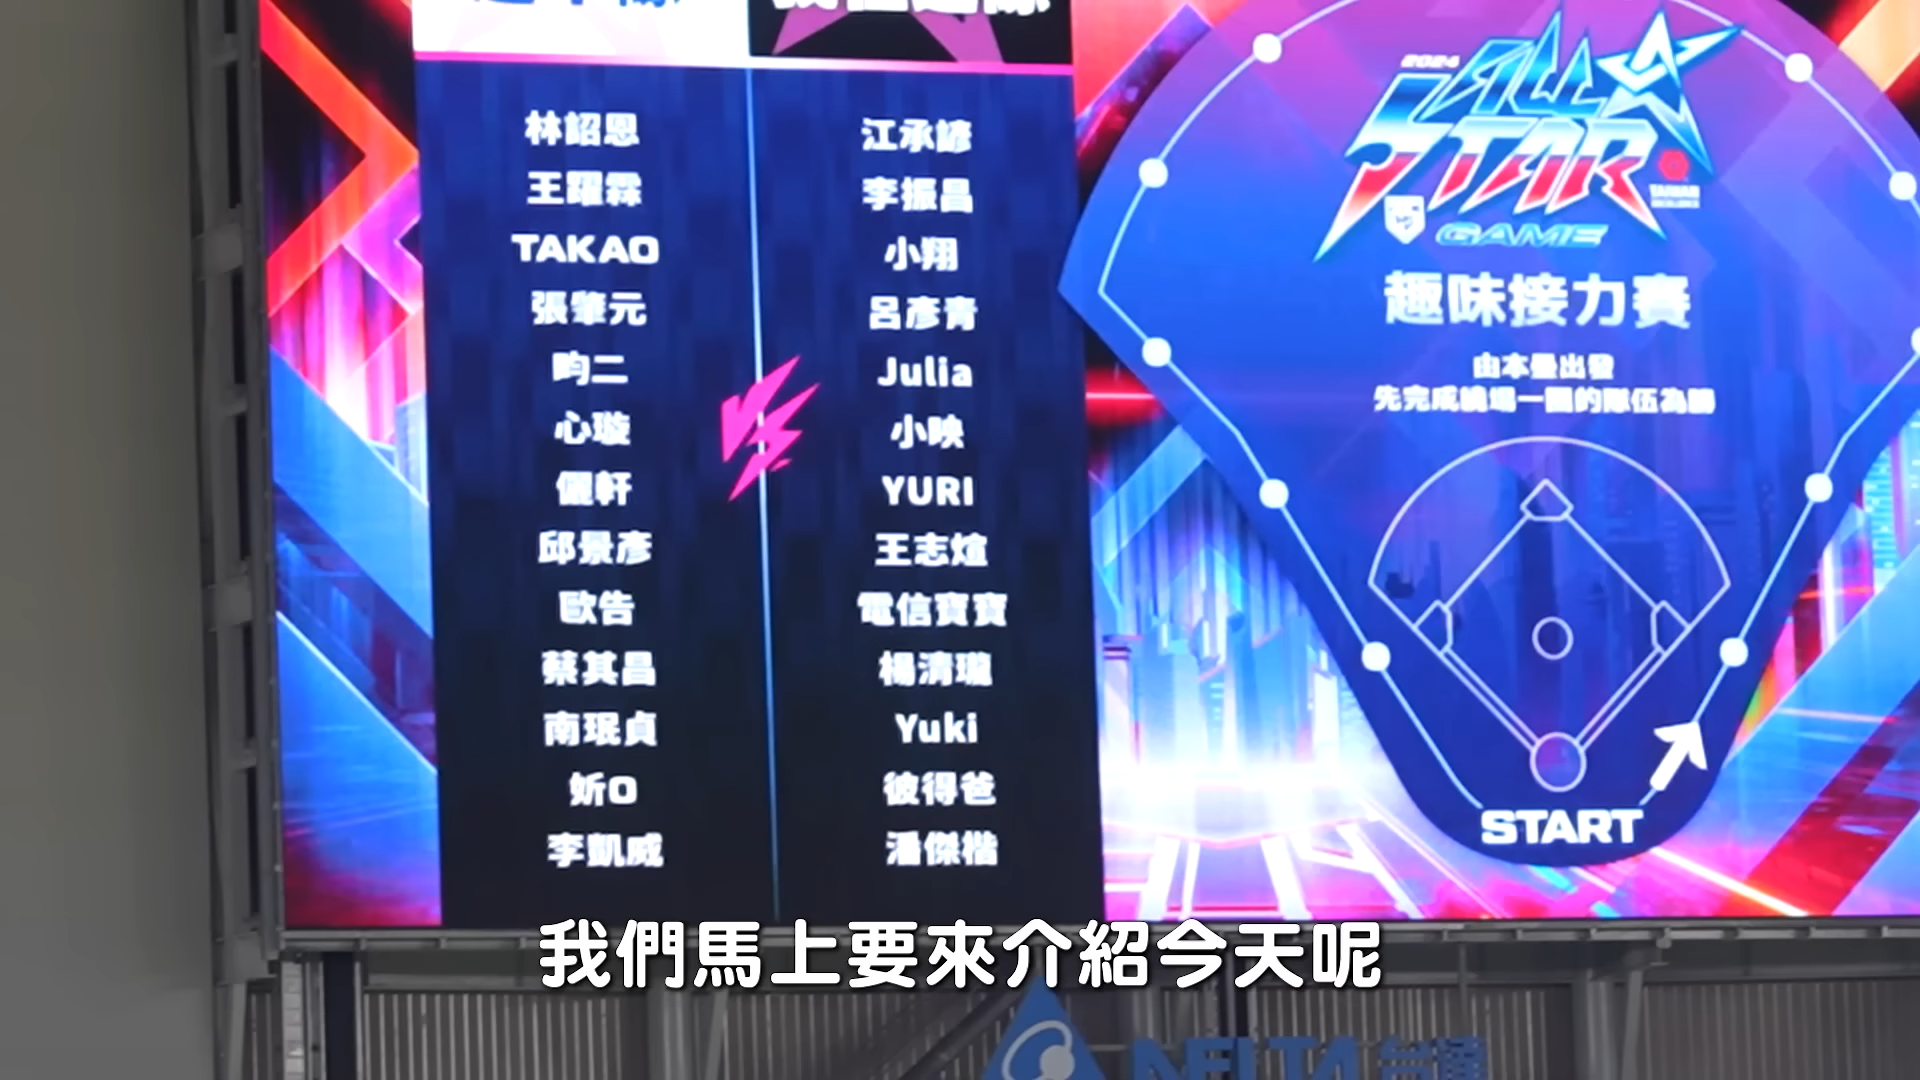 林詔恩
王躍霖
TAKAO
張肇元
畇二
心璇
儷軒
邱景彥
歐告
蔡其昌
南珉貞
妡O
李凱威
江承諺
李振昌
小翔
呂彥青
Julia
小映
YURI
王志煊
電信寶寶
楊清瓏
Yuki
彼得爸
潘傑楷
2024
ALL
STAR
GAME
趣味接力賽
由本壘出發
先完成繞場一圈的隊伍為勝
START
我們馬上要來介紹今天呢
DELTA 台達